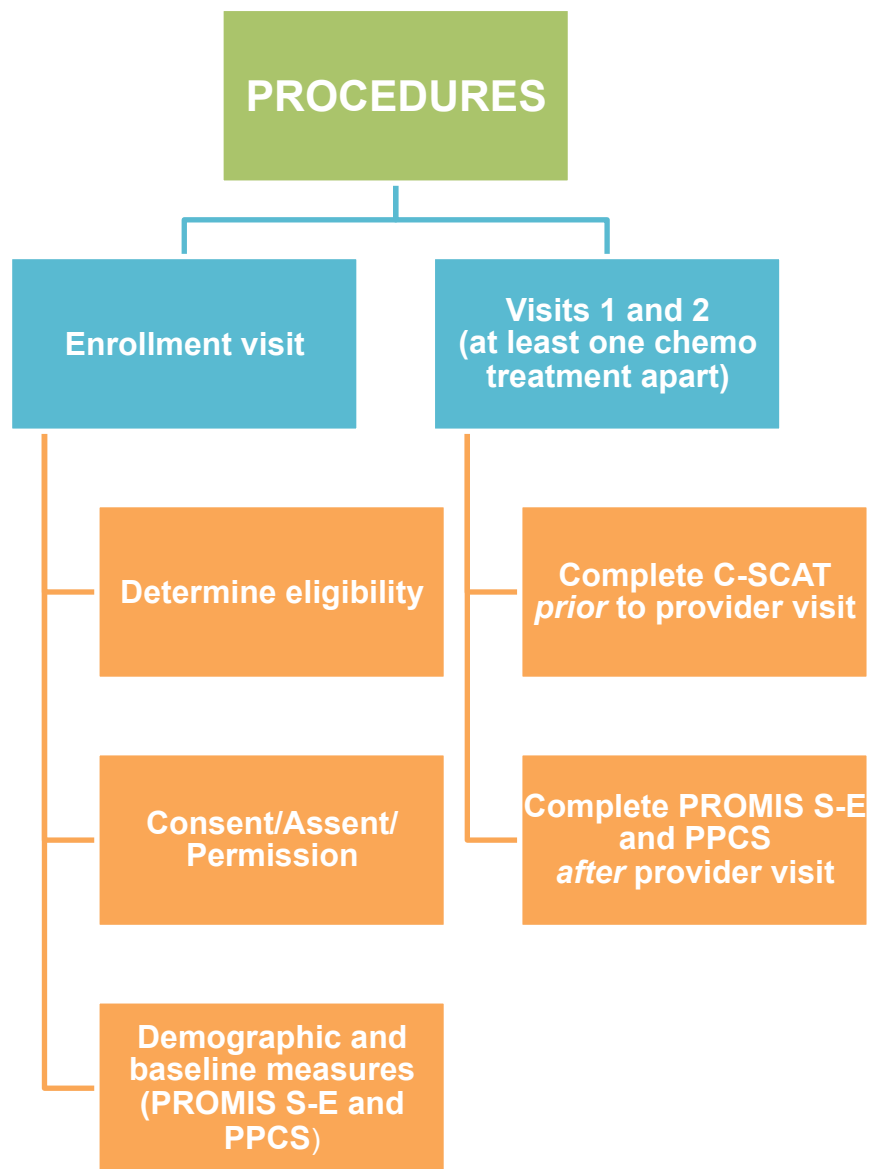 PROCEDURES
Enrollment visit
Determine eligibility
Consent/Assent/
Permission
Demographic and
baseline measures
(PROMIS S-E and
PPCS)
Visits 1 and 2
(at least one chemo
treatment apart)
Complete C-SCAT
prior to provider visit
Complete PROMIS S-E
and PPCS
after provider visit